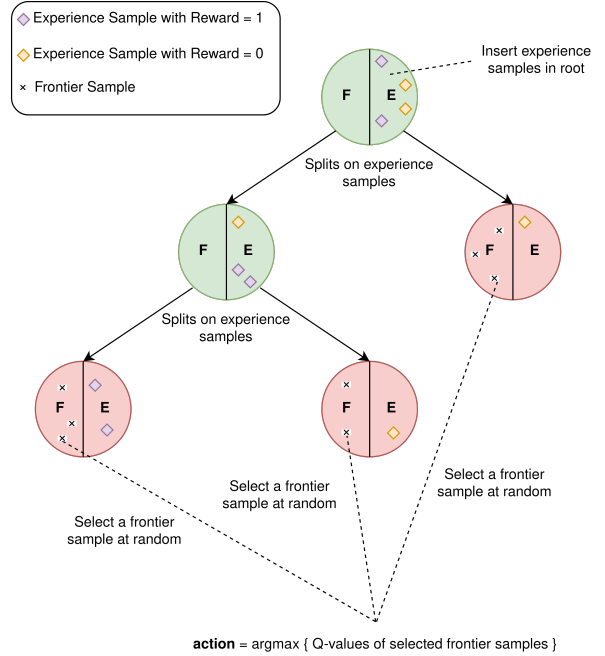 Experience Sample with Reward = 1
Experience Sample with Reward = 0
Frontier Sample
Insert experience
samples in root
F E
Splits on experience
samples
F E
F E
Splits on experience
samples
F E
F E
Select a frontier
sample at random
Select a frontier
sample at random
Select a frontier
sample at random
action = argmax { Q-values of selected frontier samples }